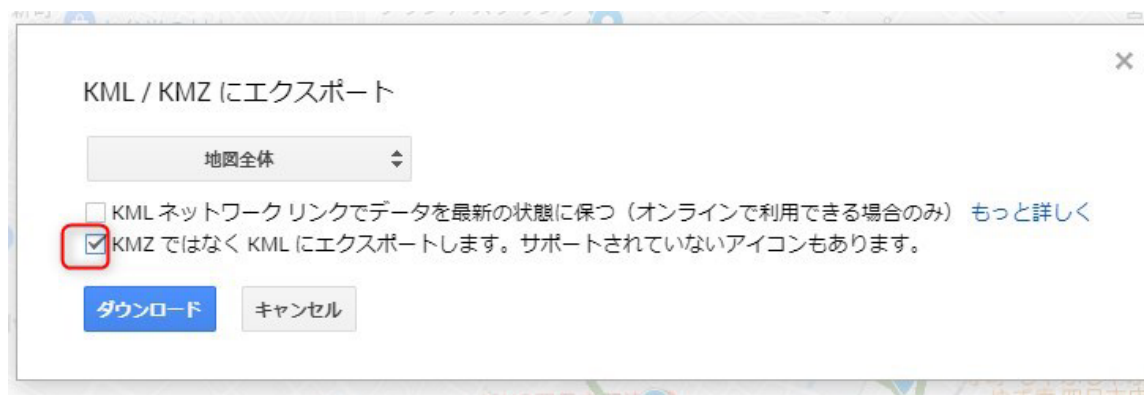 KML / KMZ にエクスポート
地図全体
KML ネットワーク リンクでデータを最新の状態に保つ（オンラインで利用できる場合のみ） もっと詳しく
KMZ ではなく KML にエクスポートします。サポートされていないアイコンもあります。
ダウンロード キャンセル